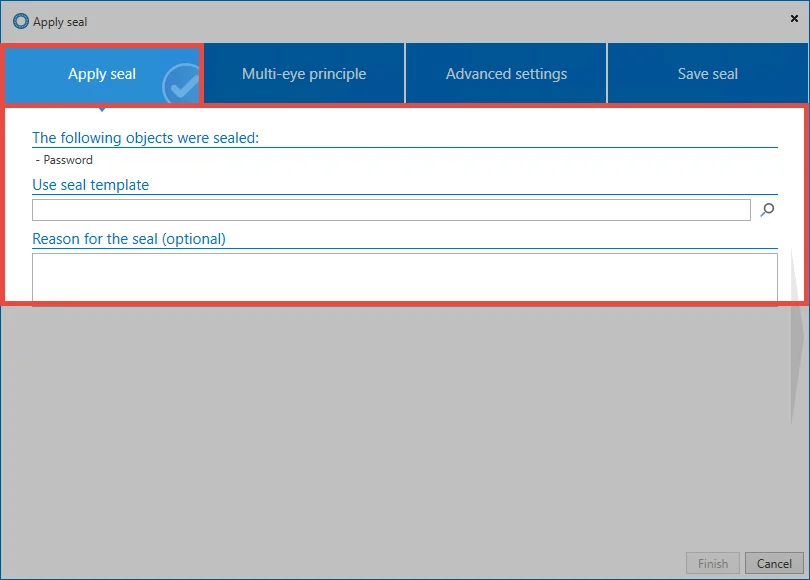 Apply seal
Apply seal Multi-eye principle Advanced settings Save seal
The following objects were sealed:
- Password
Use seal template
Reason for the seal (optional)
Finish Cancel